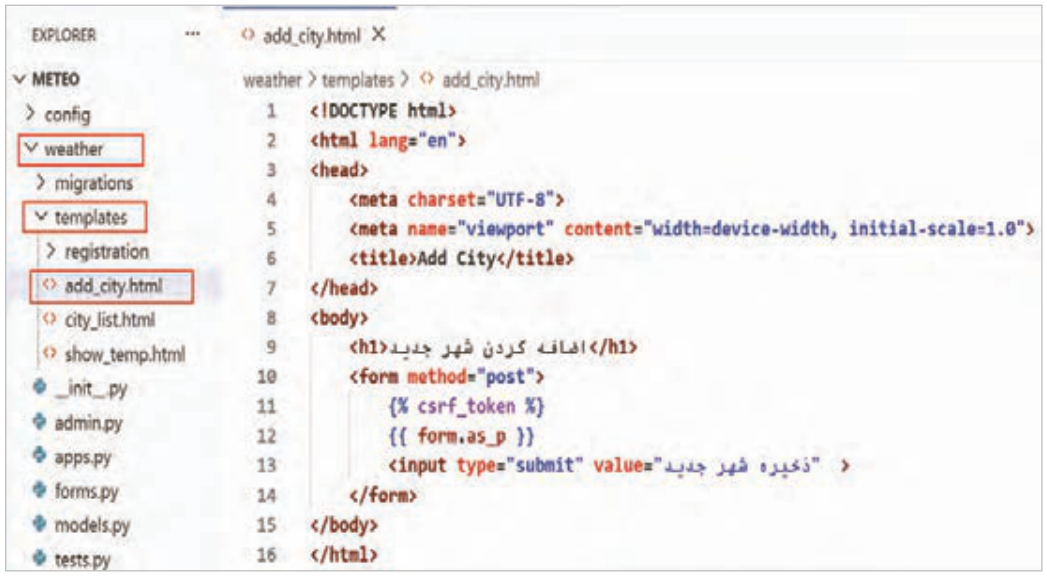 EXPLORER ...
METEO
config
weather
migrations
templates
registration
add_city.html
city_list.html
show_temp.html
__init__.py
admin.py
apps.py
forms.py
models.py
tests.py
add_city.html X
weather > templates > add_city.html
1 <!DOCTYPE html>
2 <html lang="en">
3 <head>
4 <meta charset="UTF-8">
5 <meta name="viewport" content="width=device-width, initial-scale=1.0">
6 <title>Add City</title>
7 </head>
8 <body>
9 <h1>اضافه کردن شهر جدید</h1>
10 <form method="post">
11 {% csrf_token %}
12 {{ form.as_p }}
13 <input type="submit" value="ذخیره شهر جدید" >
14 </form>
15 </body>
16 </html>